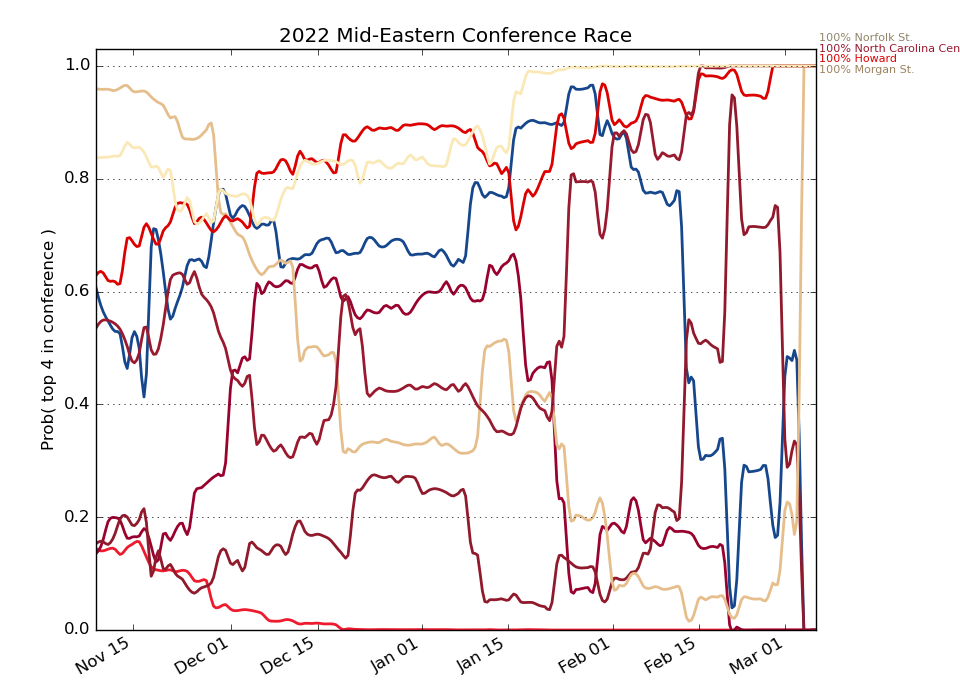 2022 Mid-Eastern Conference Race
100% Norfolk St.
100% North Carolina Cen
100% Howard
100% Morgan St.
Prob( top 4 in conference )
1.0
0.8
0.6
0.4
0.2
0.0
Nov 15
Dec 01
Dec 15
Jan 01
Jan 15
Feb 01
Feb 15
Mar 01